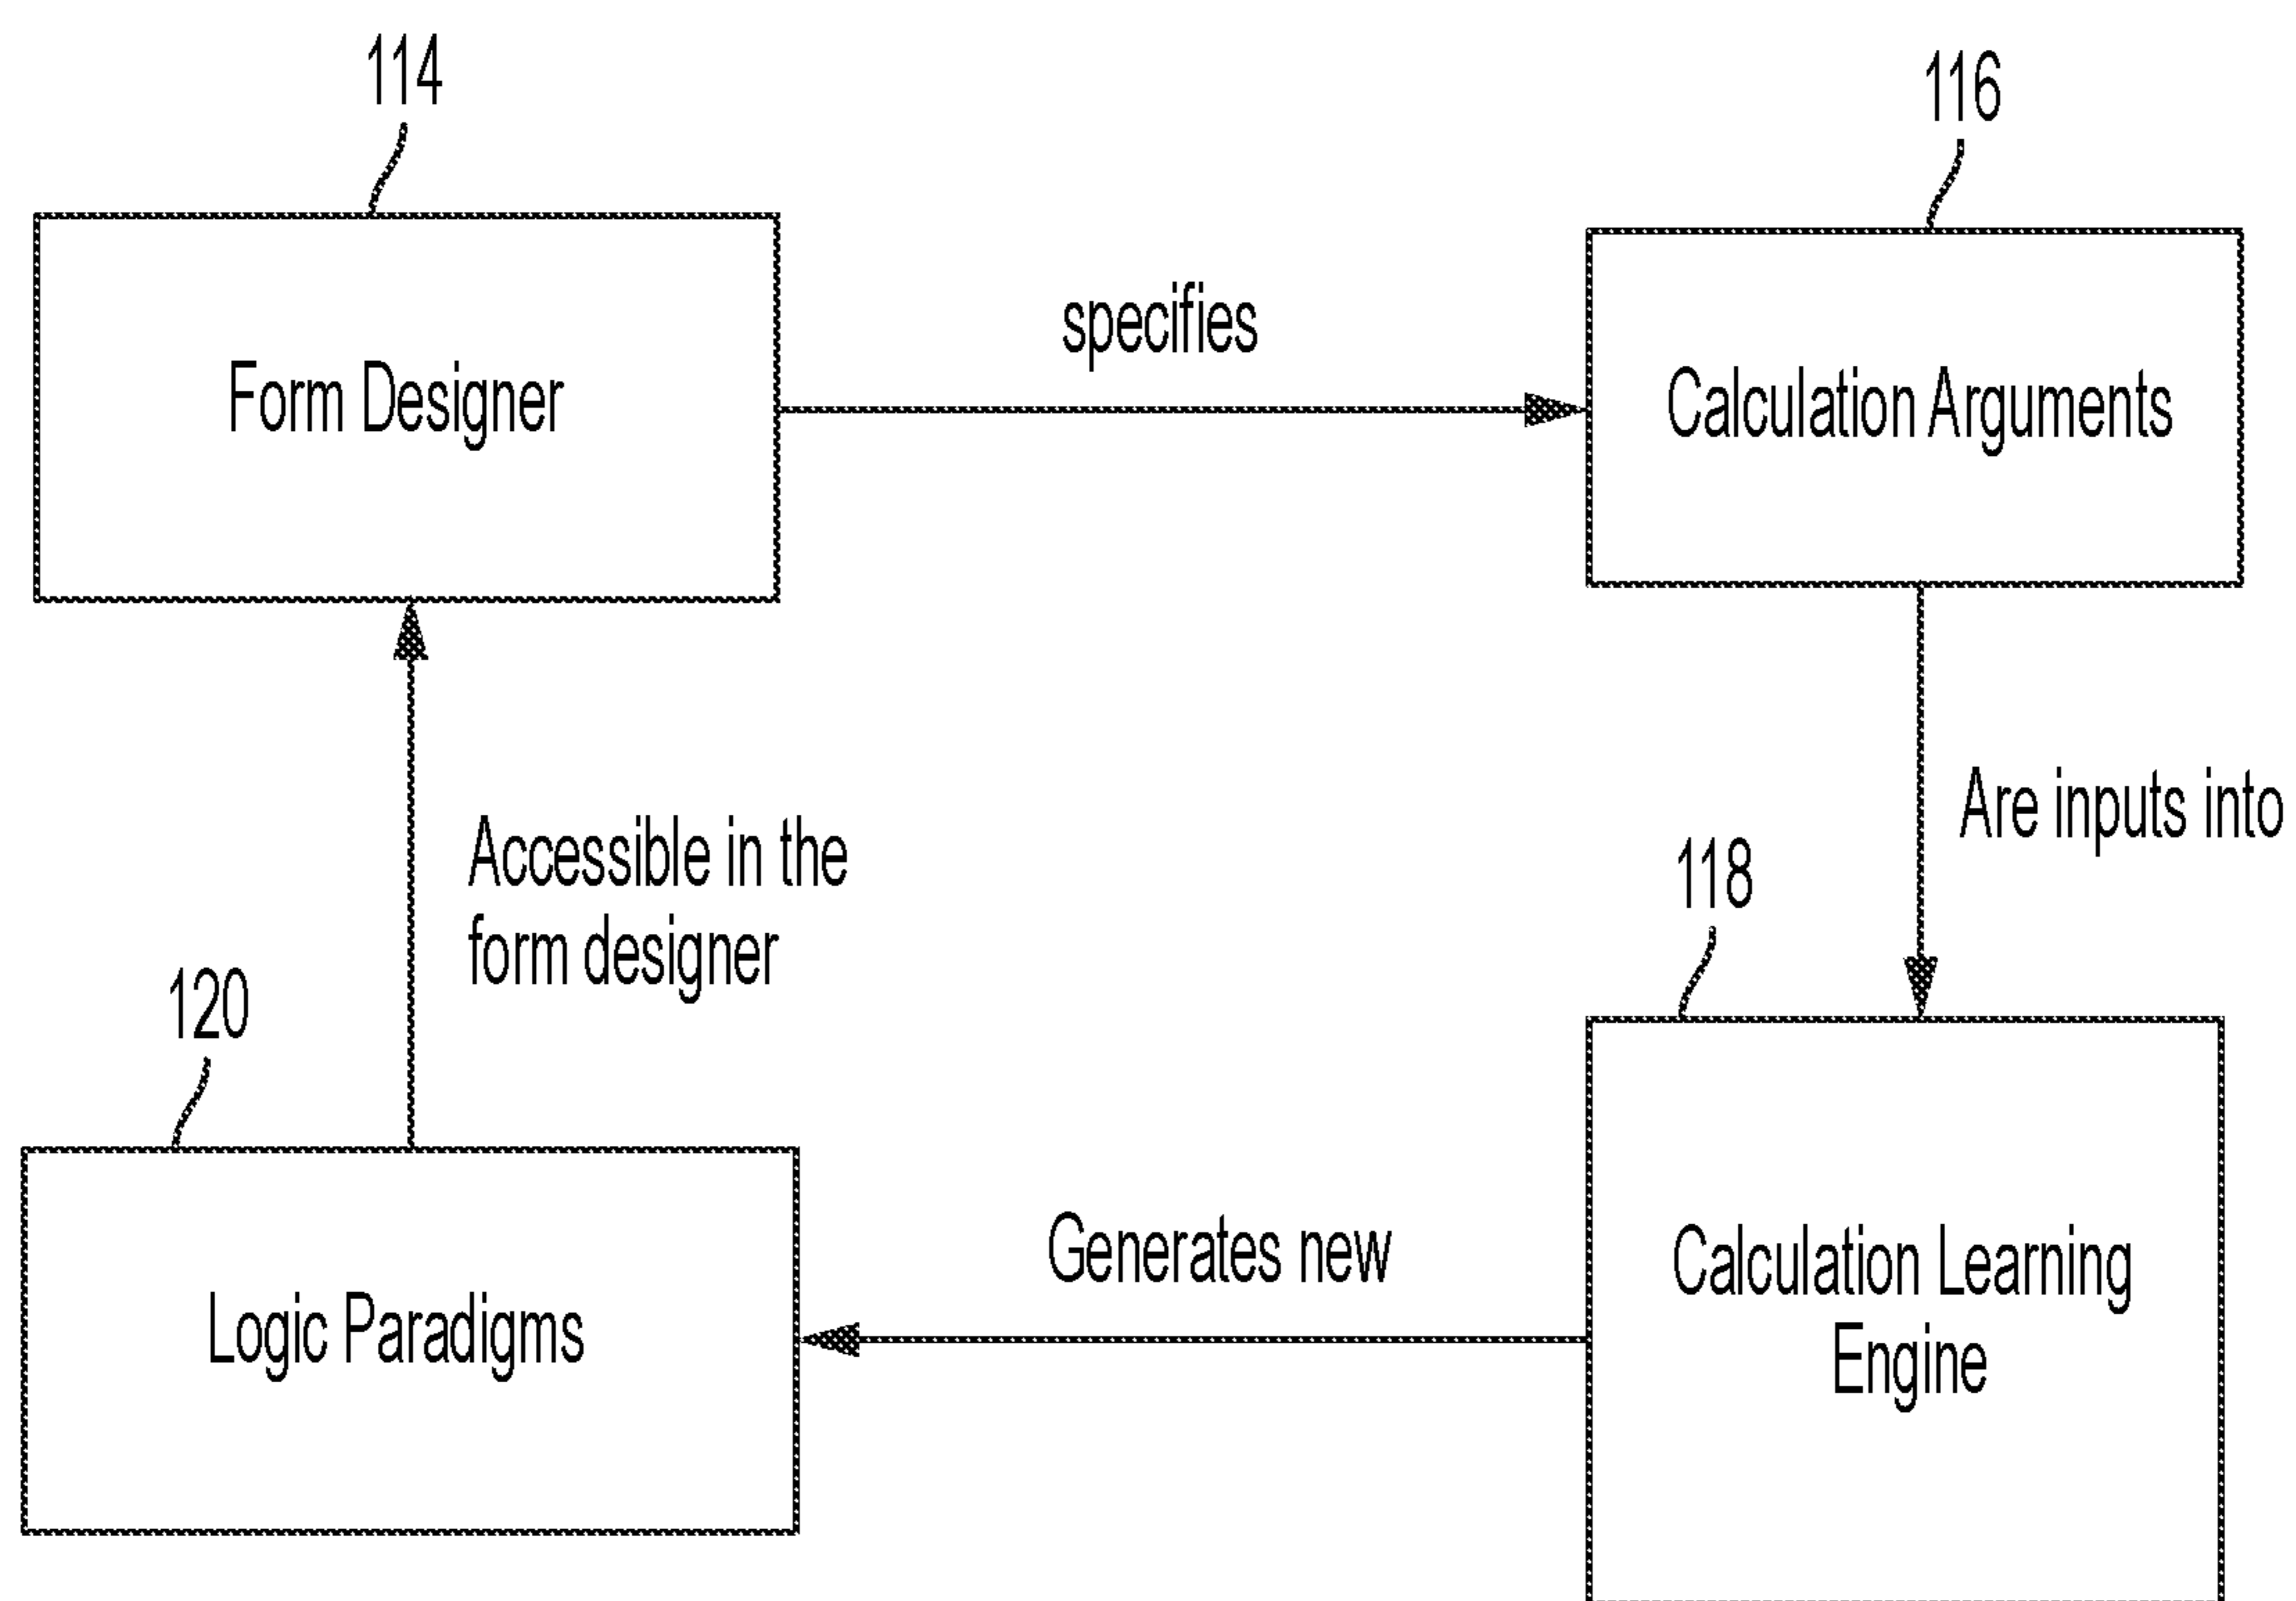 114
116
Form Designer
specifies
Calculation Arguments
Are inputs into
Accessible in the
form designer
118
120
Generates new
Logic Paradigms
Calculation Learning
Engine